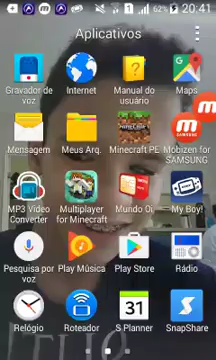 20:41
Aplicativos
Gravador de voz
Internet
Manual do usuário
Maps
Mensagem
Meus Arq.
Minecraft PE
Mobizen for SAMSUNG
MP3 Video Converter
Multiplayer for Minecraft
Mundo Oi
My Boy!
Pesquisa por voz
Play Música
Play Store
Rádio
31
Relógio
Roteador
S Planner
SnapShare